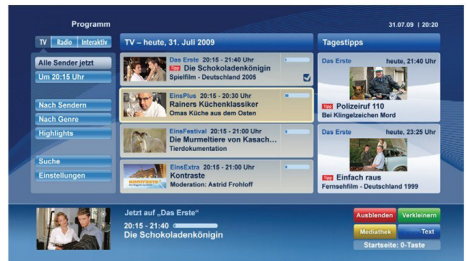 Programm
31.07.09 | 20:20
TV Radio Interaktiv
TV – heute, 31. Juli 2009
Tagestipps
Alle Sender jetzt
Um 20:15 Uhr
Nach Sendern
Nach Genre
Highlights
Suche
Einstellungen
Das Erste 20:15 - 21:40 Uhr
Die Schokoladenkönigin
Spielfilm - Deutschland 2005
EinsPlus 20:15 - 20:30 Uhr
Rainers Küchenklassiker
Omas Küche aus dem Osten
EinsFestival 20:15 - 21:00 Uhr
Die Murmeltiere von Kasach...
Tierdokumentation
EinsExtra 20:15 - 21:00 Uhr
Kontraste
Moderation: Astrid Frohloff
Das Erste heute, 21:40 Uhr
Polizeiruf 110
Bei Klingelzeichen Mord
Das Erste heute, 23:25 Uhr
Einfach raus
Fernsehfilm - Deutschland 1999
Jetzt auf „Das Erste“
20:15 - 21:40
Die Schokoladenkönigin
Ausblenden Verkleinern
Mediathek Text
Startseite: 0-Taste